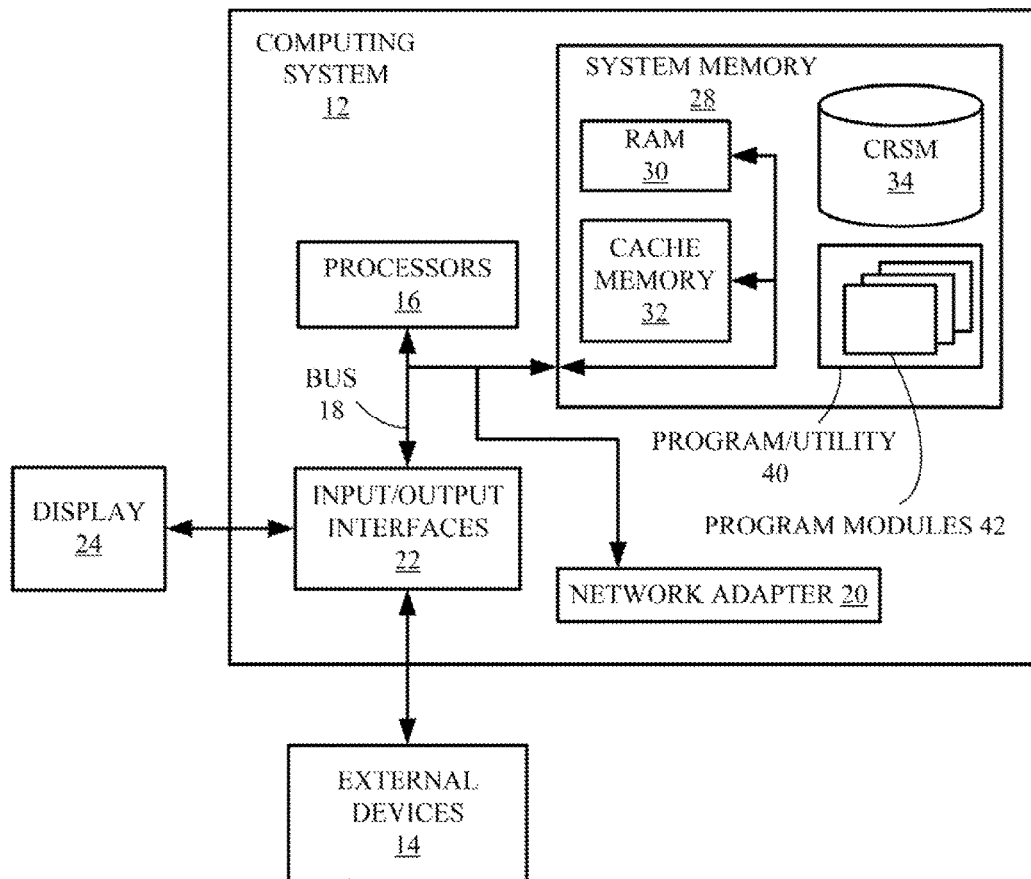 COMPUTING
SYSTEM
12
SYSTEM MEMORY
28
RAM
30
CRSM
34
CACHE
MEMORY
32
PROCESSORS
16
BUS
18
PROGRAM/UTILITY
40
PROGRAM MODULES 42
DISPLAY
24
INPUT/OUTPUT
INTERFACES
22
NETWORK ADAPTER 20
EXTERNAL
DEVICES
14